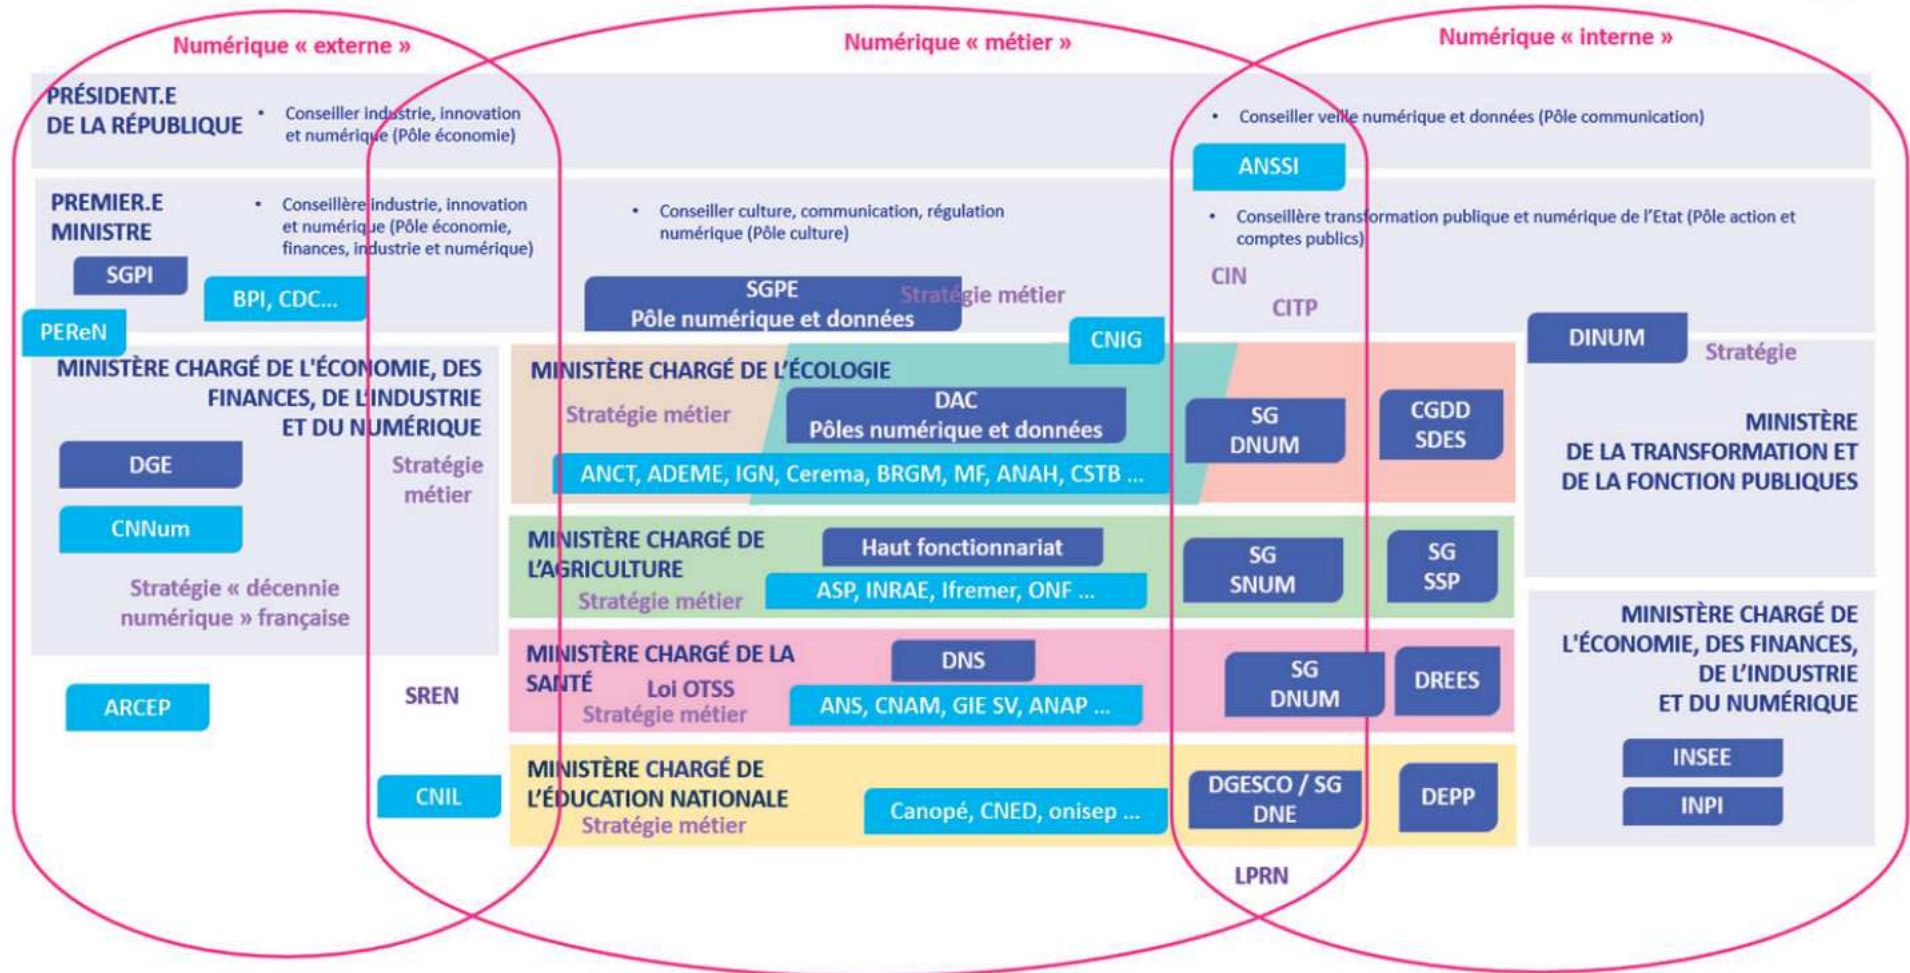 Numérique « externe »
Numérique « métier »
Numérique « interne »
PRÉSIDENT.E
DE LA RÉPUBLIQUE
• Conseiller industrie, innovation
et numérique (Pôle économie)
• Conseiller veille numérique et données (Pôle communication)
ANSSI
PREMIER.E
MINISTRE
• Conseillère industrie, innovation
et numérique (Pôle économie,
finances, industrie et numérique)
• Conseiller culture, communication, régulation
numérique (Pôle culture)
• Conseillère transformation publique et numérique de l'Etat (Pôle action et
comptes publics)
SGPI
BPI, CDC...
SGPE
Pôle numérique et données
Stratégie métier
CIN
CITP
PEReN
CNIG
DINUM
Stratégie
MINISTÈRE CHARGÉ DE L'ÉCONOMIE, DES
FINANCES, DE L'INDUSTRIE
ET DU NUMÉRIQUE
DGE
Stratégie
métier
CNNum
Stratégie « décennie
numérique » française
ARCEP
SREN
CNIL
MINISTÈRE CHARGÉ DE L'ÉCOLOGIE
Stratégie métier
DAC
Pôles numérique et données
ANCT, ADEME, IGN, Cerema, BRGM, MF, ANAH, CSTB ...
SG
DNUM
CGDD
SDES
MINISTÈRE CHARGÉ DE
L'AGRICULTURE
Stratégie métier
Haut fonctionnariat
ASP, INRAE, Ifremer, ONF ...
SG
SNUM
SG
SSP
MINISTÈRE CHARGÉ DE LA
SANTÉ
Loi OTSS
Stratégie métier
DNS
ANS, CNAM, GIE SV, ANAP ...
SG
DNUM
DREES
MINISTÈRE CHARGÉ DE
L'ÉDUCATION NATIONALE
Stratégie métier
Canopé, CNED, onisep ...
DGESCO / SG
DNE
DEPP
LPRN
MINISTÈRE
DE LA TRANSFORMATION ET
DE LA FONCTION PUBLIQUES
MINISTÈRE CHARGÉ DE
L'ÉCONOMIE, DES FINANCES,
DE L'INDUSTRIE
ET DU NUMÉRIQUE
INSEE
INPI